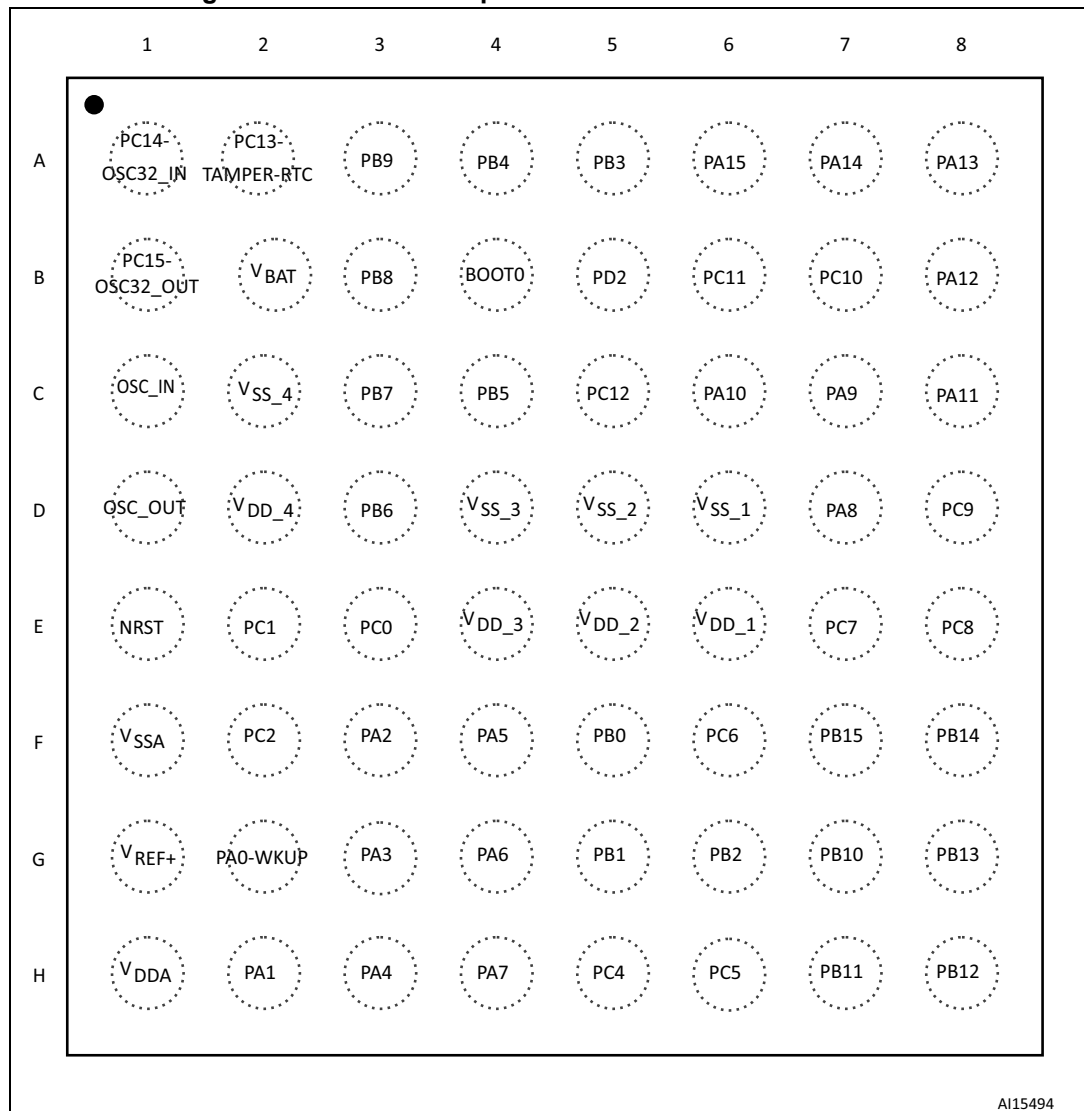 1 2 3 4 5 6 7 8
A PC14-OSC32_IN PC13-TAMPER-RTC PB9 PB4 PB3 PA15 PA14 PA13
B PC15-OSC32_OUT VBAT PB8 BOOT0 PD2 PC11 PC10 PA12
C OSC_IN VSS_4 PB7 PB5 PC12 PA10 PA9 PA11
D OSC_OUT VDD_4 PB6 VSS_3 VSS_2 VSS_1 PA8 PC9
E NRST PC1 PC0 VDD_3 VDD_2 VDD_1 PC7 PC8
F VSSA PC2 PA2 PA5 PB0 PC6 PB15 PB14
G VREF+ PA0-WKUP PA3 PA6 PB1 PB2 PB10 PB13
H VDDA PA1 PA4 PA7 PC4 PC5 PB11 PB12
AI15494